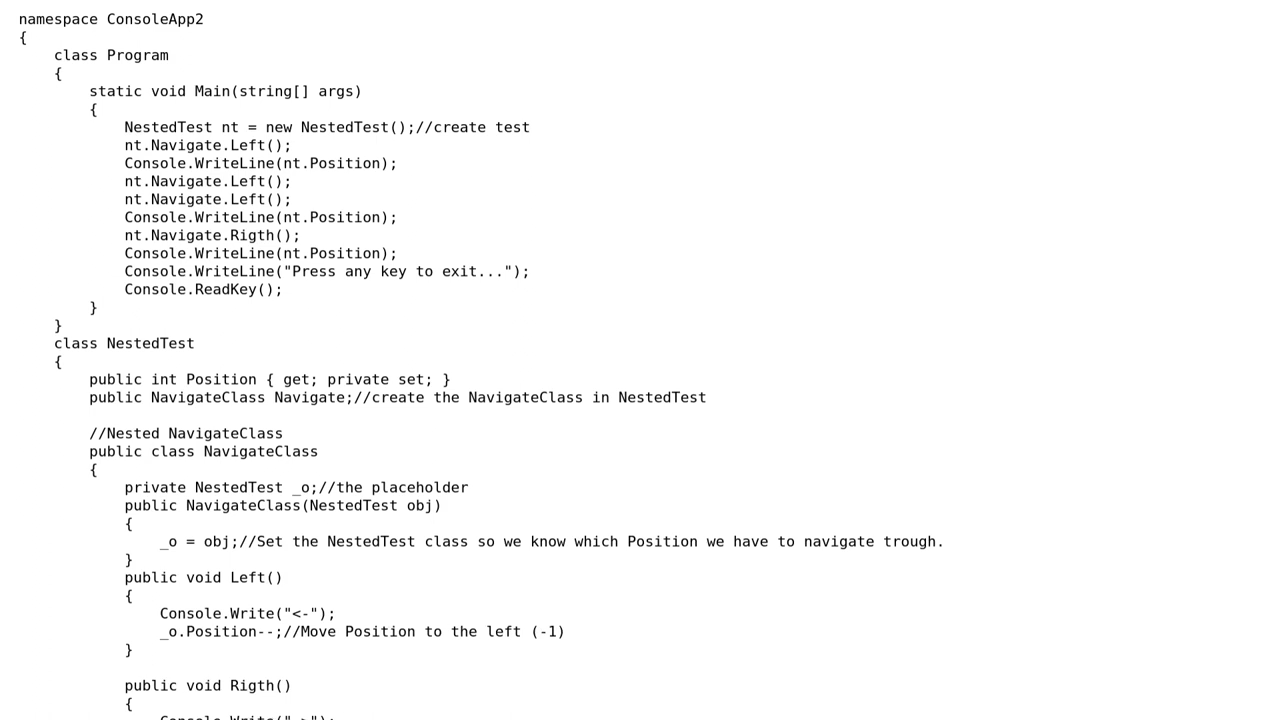 namespace ConsoleApp2
{
    class Program
    {
        static void Main(string[] args)
        {
            NestedTest nt = new NestedTest();//create test
            nt.Navigate.Left();
            Console.WriteLine(nt.Position);
            nt.Navigate.Left();
            nt.Navigate.Left();
            Console.WriteLine(nt.Position);
            nt.Navigate.Rigth();
            Console.WriteLine(nt.Position);
            Console.WriteLine("Press any key to exit...");
            Console.ReadKey();
        }
    }
    class NestedTest
    {
        public int Position { get; private set; }
        public NavigateClass Navigate;//create the NavigateClass in NestedTest

        //Nested NavigateClass
        public class NavigateClass
        {
            private NestedTest _o;//the placeholder
            public NavigateClass(NestedTest obj)
            {
                _o = obj;//Set the NestedTest class so we know which Position we have to navigate trough.
            }
            public void Left()
            {
                Console.Write("<-");
                _o.Position--;//Move Position to the left (-1)
            }

            public void Rigth()
            {